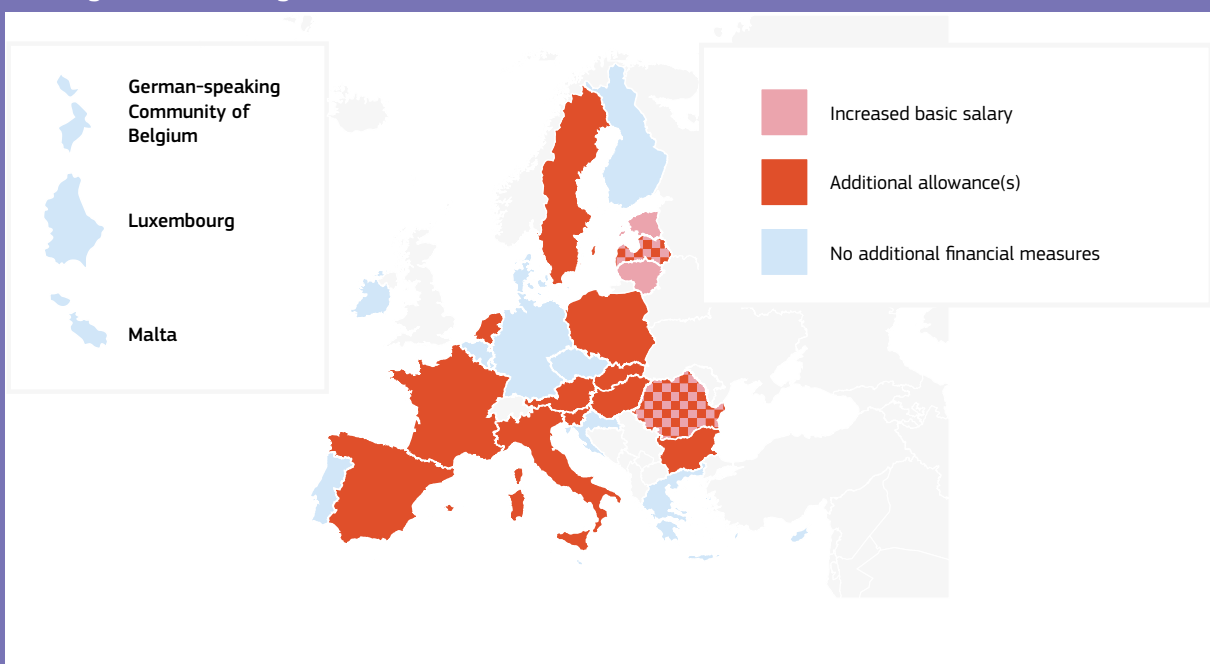 German-speaking
Community of
Belgium
Luxembourg
Malta
Increased basic salary
Additional allowance(s)
No additional financial measures